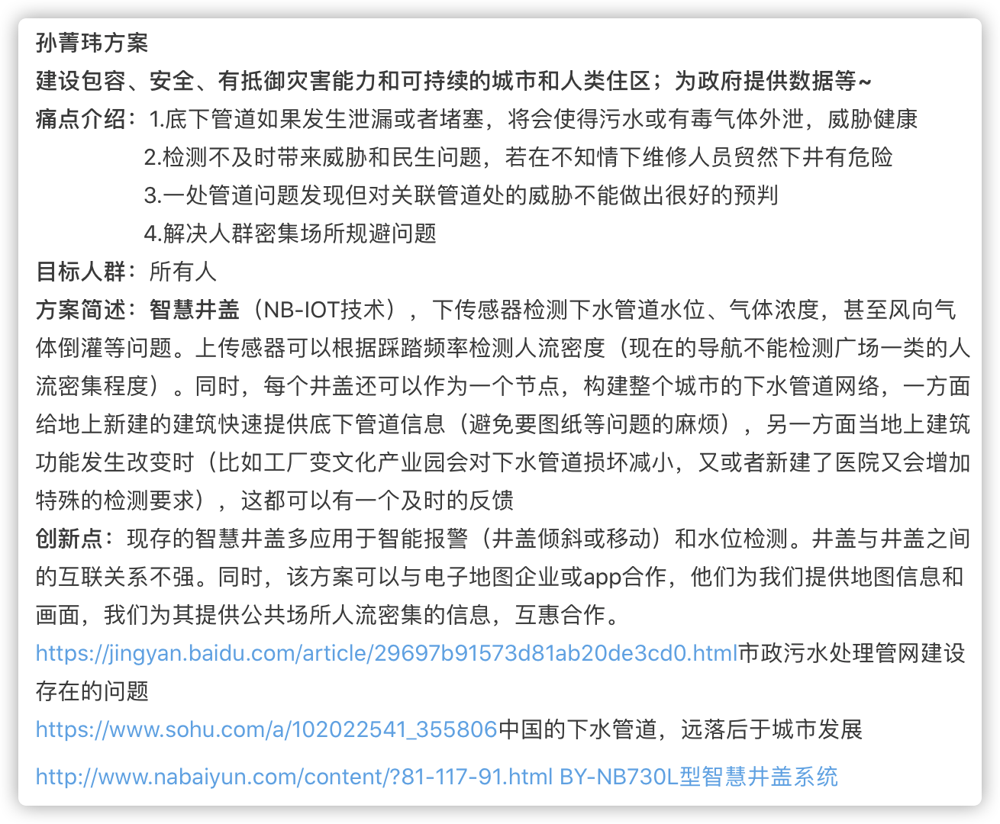 孙菁玮方案
建设包容、安全、有抵御灾害能力和可持续的城市和人类住区；为政府提供数据等~
痛点介绍：1.底下管道如果发生泄漏或者堵塞，将会使得污水或有毒气体外泄，威胁健康
2.检测不及时带来威胁和民生问题，若在不知情下维修人员贸然下井有危险
3.一处管道问题发现但对关联管道处的威胁不能做出很好的预判
4.解决人群密集场所规避问题
目标人群：所有人
方案简述：智慧井盖（NB-IOT技术），下传感器检测下水管道水位、气体浓度，甚至风向气
体倒灌等问题。上传感器可以根据踩踏频率检测人流密度（现在的导航不能检测广场一类的人
流密集程度）。同时，每个井盖还可以作为一个节点，构建整个城市的下水管道网络，一方面
给地上新建的建筑快速提供底下管道信息（避免要图纸等问题的麻烦），另一方面当地上建筑
功能发生改变时（比如工厂变文化产业园会对下水管道损坏减小，又或者新建了医院又会增加
特殊的检测要求），这都可以有一个及时的反馈
创新点：现存的智慧井盖多应用于智能报警（井盖倾斜或移动）和水位检测。井盖与井盖之间
的互联关系不强。同时，该方案可以与电子地图企业或app合作，他们为我们提供地图信息和
画面，我们为其提供公共场所人流密集的信息，互惠合作。
https://jingyan.baidu.com/article/29697b91573d81ab20de3cd0.html市政污水处理管网建设
存在的问题
https://www.sohu.com/a/102022541_355806中国的下水管道，远落后于城市发展
http://www.nabaiyun.com/content/?81-117-91.html BY-NB730L型智慧井盖系统